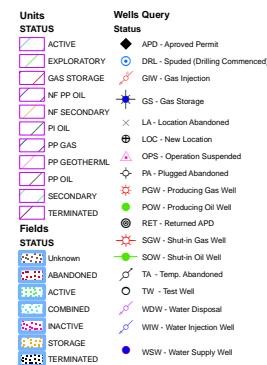 Units
STATUS
ACTIVE
EXPLORATORY
GAS STORAGE
NF PP OIL
NF SECONDARY
PI OIL
PP GAS
PP GEOTHERML
PP OIL
SECONDARY
TERMINATED
Fields
STATUS
Unknown
ABANDONED
ACTIVE
COMBINED
INACTIVE
STORAGE
TERMINATED
Wells Query
Status
APD - Aproved Permit
DRL - Spuded (Drilling Commenced)
GIW - Gas Injection
GS - Gas Storage
LA - Location Abandoned
LOC - New Location
OPS - Operation Suspended
PA - Plugged Abandoned
PGW - Producing Gas Well
POW - Producing Oil Well
RET - Returned APD
SGW - Shut-in Gas Well
SOW - Shut-in Oil Well
TA - Temp. Abandoned
TW - Test Well
WDW - Water Disposal
WIW - Water Injection Well
WSW - Water Supply Well